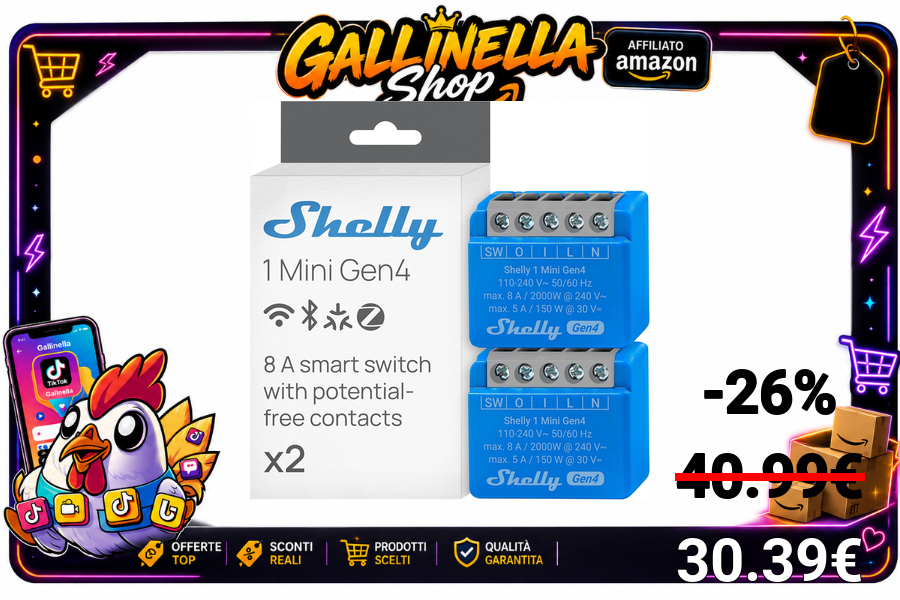 GALLINELLA
Shop
AFFILIATO
amazon
Shelly
1 Mini Gen4
8 A smart switch
with potential-
free contacts
x2
SW O I L N
Shelly 1 Mini Gen4
110-240 V~ 50/60 Hz
max. 8 A / 2000W @ 240 V~
max. 5 A / 150 W @ 30 V⎓
Shelly Gen4
SW O I L N
Shelly 1 Mini Gen4
110-240 V~ 50/60 Hz
max. 8 A / 2000W @ 240 V~
max. 5 A / 150 W @ 30 V⎓
Shelly Gen4
Gallinella
TikTok
Gallinella
-26%
40.99€
30.39€
OFFERTE
TOP
SCONTI
REALI
PRODOTTI
SCELTI
QUALITÀ
GARANTITA